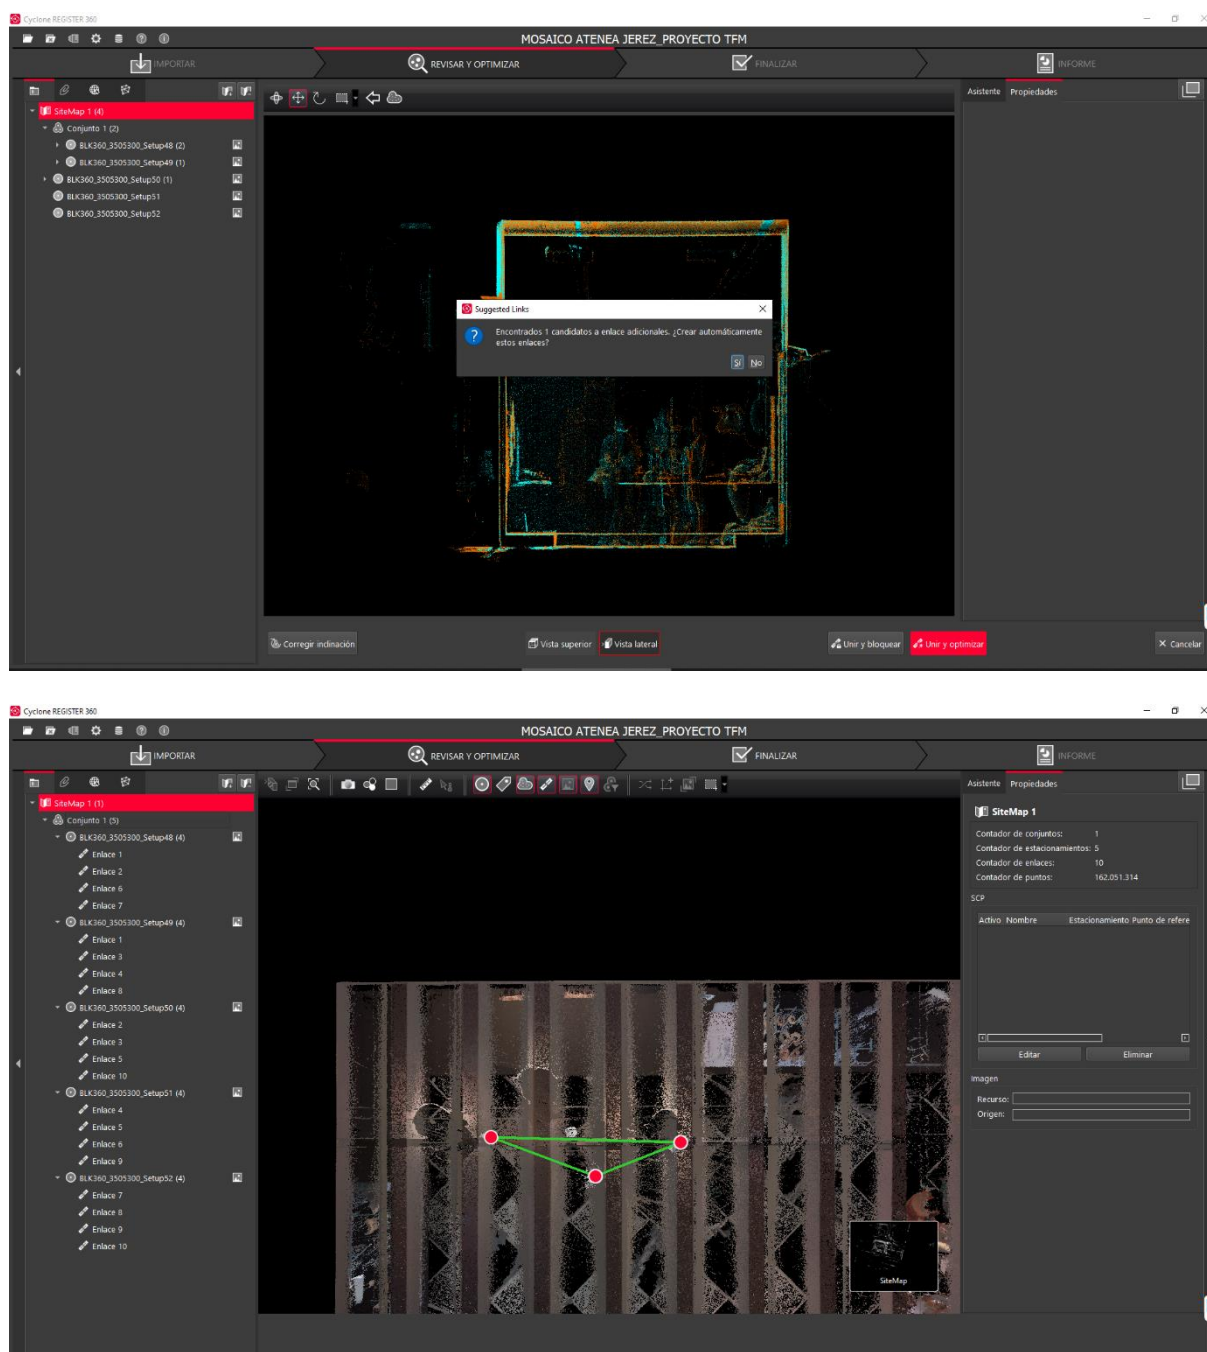 Cyclone REGISTER 360
MOSAICO ATENEA JEREZ_PROYECTO TFM
IMPORTAR
REVISAR Y OPTIMIZAR
FINALIZAR
INFORME
Asistente Propiedades
SiteMap 1 (4)
Conjunto 1 (2)
BLK360_3505300_Setup48 (2)
BLK360_3505300_Setup49 (1)
BLK360_3505300_Setup50 (1)
BLK360_3505300_Setup51
BLK360_3505300_Setup52
Suggested Links
Encontrados 1 candidatos a enlace adicionales. ¿Crear automáticamente
estos enlaces?
Sí No
Corregir inclinación
Vista superior
Vista lateral
Unir y bloquear
Unir y optimizar
Cancelar
Cyclone REGISTER 360
MOSAICO ATENEA JEREZ_PROYECTO TFM
IMPORTAR
REVISAR Y OPTIMIZAR
FINALIZAR
INFORME
SiteMap 1 (1)
Conjunto 1 (5)
BLK360_3505300_Setup48 (4)
Enlace 1
Enlace 2
Enlace 6
Enlace 7
BLK360_3505300_Setup49 (4)
Enlace 1
Enlace 3
Enlace 4
Enlace 8
BLK360_3505300_Setup50 (4)
Enlace 2
Enlace 3
Enlace 5
Enlace 10
BLK360_3505300_Setup51 (4)
Enlace 4
Enlace 5
Enlace 6
Enlace 9
BLK360_3505300_Setup52 (4)
Enlace 7
Enlace 8
Enlace 9
Enlace 10
SiteMap
Asistente Propiedades
SiteMap 1
Contador de conjuntos: 1
Contador de estacionamientos: 5
Contador de enlaces: 10
Contador de puntos: 162.051.314
SCP
Activo Nombre Estacionamiento Punto de refere
Editar Eliminar
Imagen
Recurso:
Origen: